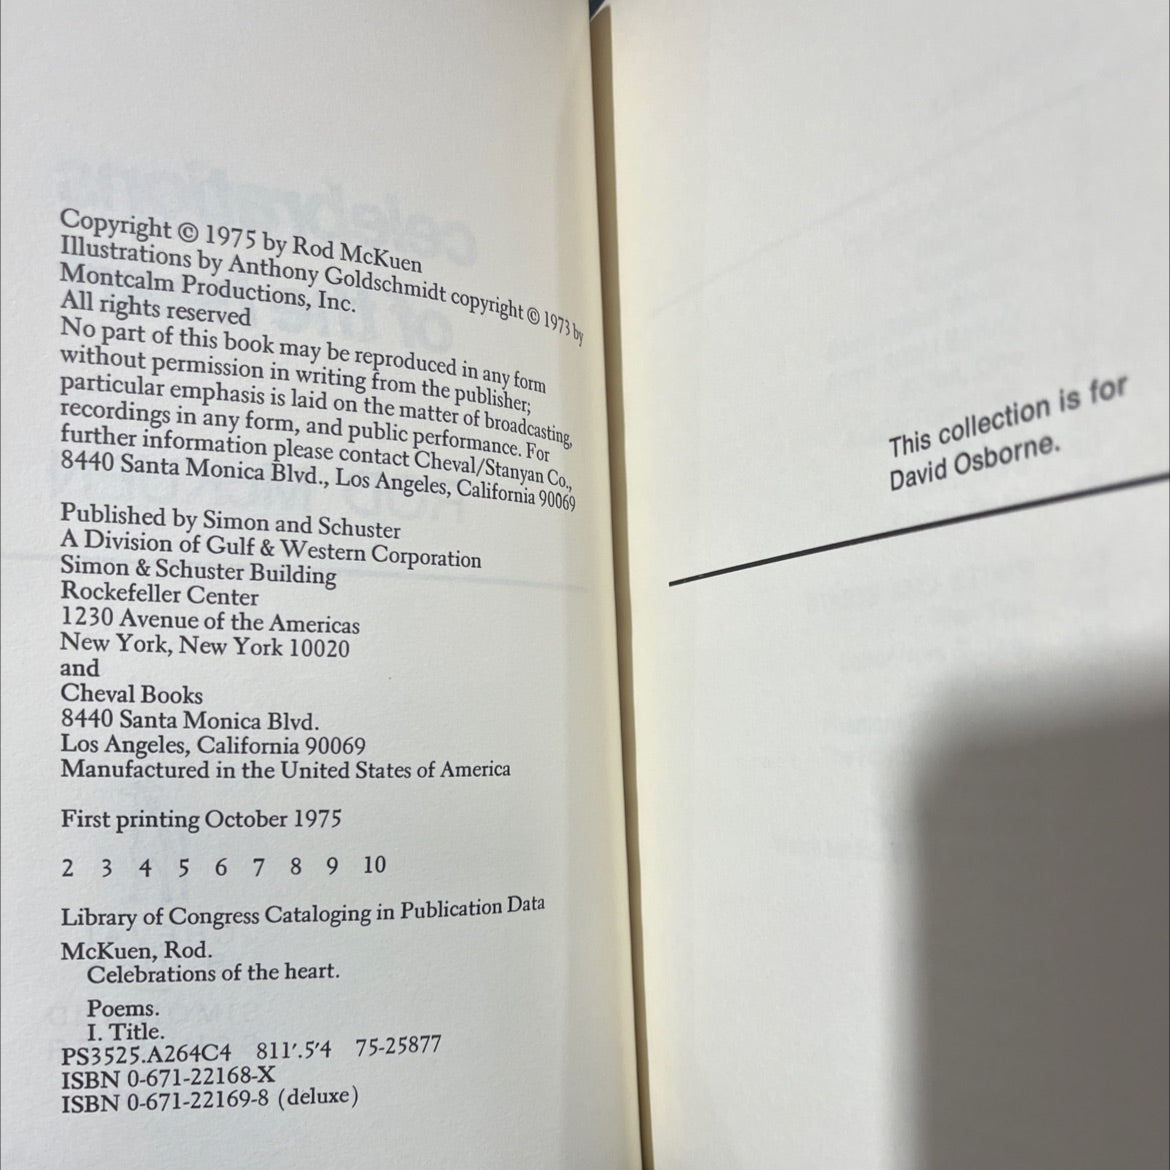 Copyright © 1975 by Rod McKuen
Illustrations by Anthony Goldschmidt copyright © 1973 by
Montcalm Productions, Inc.
All rights reserved
No part of this book may be reproduced in any form
without permission in writing from the publisher;
particular emphasis is laid on the matter of broadcasting,
recordings in any form, and public performance. For
further information please contact Cheval/Stanyan Co.,
8440 Santa Monica Blvd., Los Angeles, California 90069
Published by Simon and Schuster
A Division of Gulf & Western Corporation
Simon & Schuster Building
Rockefeller Center
1230 Avenue of the Americas
New York, New York 10020
and
Cheval Books
8440 Santa Monica Blvd.
Los Angeles, California 90069
Manufactured in the United States of America
First printing October 1975
2 3 4 5 6 7 8 9 10
Library of Congress Cataloging in Publication Data
McKuen, Rod.
Celebrations of the heart.
Poems.
I. Title.
PS3525.A264C4 811'.5'4 75-25877
ISBN 0-671-22168-X
ISBN 0-671-22169-8 (deluxe)
This collection is for
David Osborne.